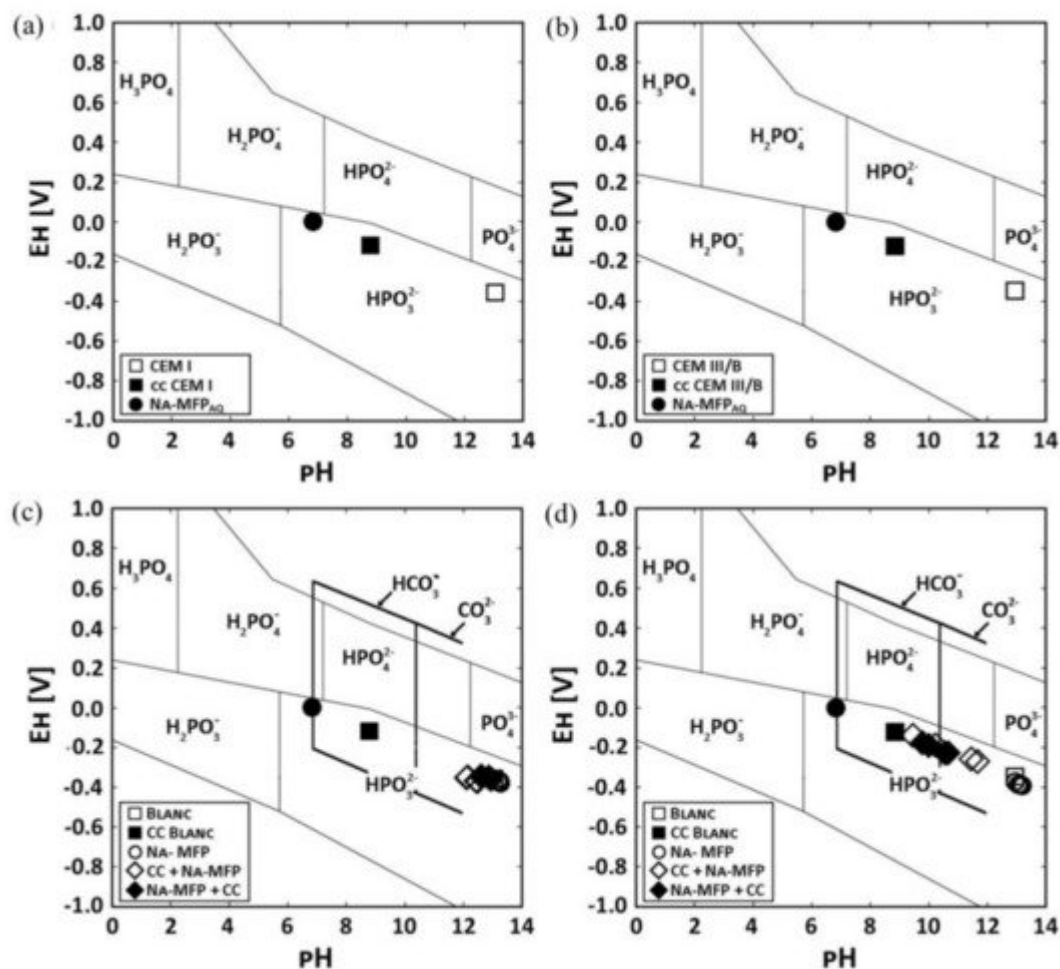 (a)
1.0
0.8
0.6
0.4
0.2
0.0
-0.2
-0.4
-0.6
-0.8
-1.0
EH [V]
H₃PO₄
H₂PO₄⁻
HPO₄²⁻
PO₄³⁻
H₂PO₃⁻
HPO₃²⁻
CEM I
CC CEM I
NA-MFPAQ
0 2 4 6 8 10 12 14
PH
(b)
1.0
0.8
0.6
0.4
0.2
0.0
-0.2
-0.4
-0.6
-0.8
-1.0
EH [V]
H₃PO₄
H₂PO₄⁻
HPO₄²⁻
PO₄³⁻
H₂PO₃⁻
HPO₃²⁻
CEM III/B
CC CEM III/B
NA-MFPAQ
0 2 4 6 8 10 12 14
PH
(c)
1.0
0.8
0.6
0.4
0.2
0.0
-0.2
-0.4
-0.6
-0.8
-1.0
EH [V]
H₃PO₄
HCO₃⁻
CO₃²⁻
H₂PO₄⁻
HPO₄²⁻
PO₄³⁻
H₂PO₃⁻
HPO₃²⁻
BLANC
CC BLANC
NA- MFP
CC + NA-MFP
NA-MFP + CC
0 2 4 6 8 10 12 14
PH
(d)
1.0
0.8
0.6
0.4
0.2
0.0
-0.2
-0.4
-0.6
-0.8
-1.0
EH [V]
H₃PO₄
HCO₃⁻
CO₃²⁻
H₂PO₄⁻
HPO₄²⁻
PO₄³⁻
H₂PO₃⁻
HPO₃²⁻
BLANC
CC BLANC
NA- MFP
CC + NA-MFP
NA-MFP + CC
0 2 4 6 8 10 12 14
PH